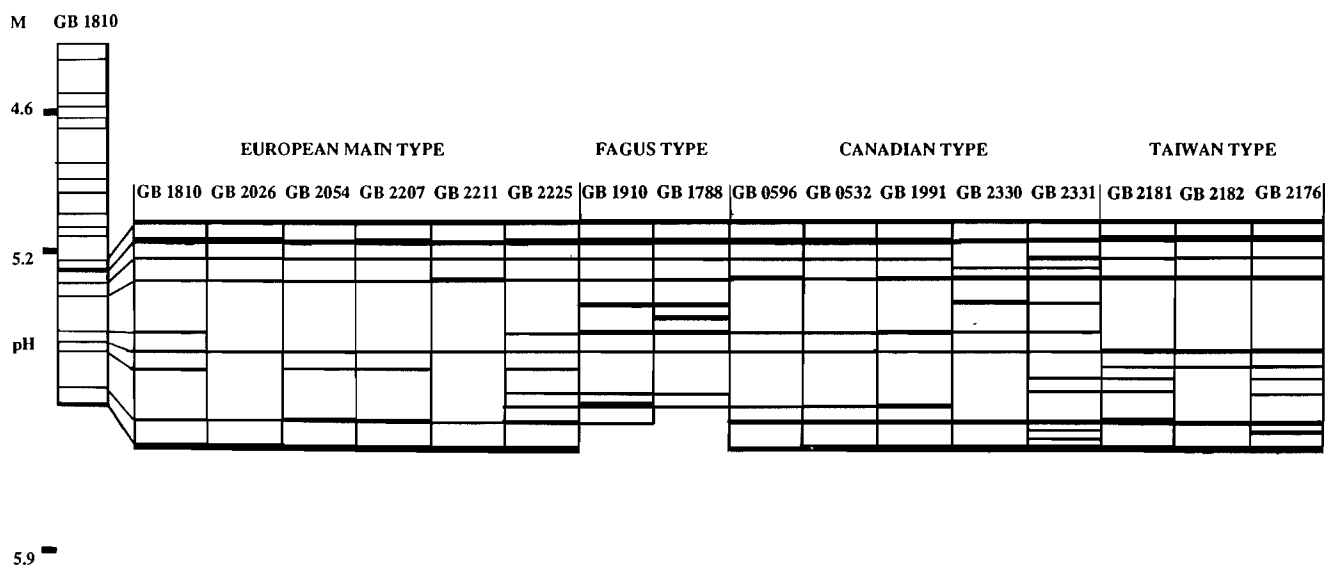 M GB 1810
4.6
EUROPEAN MAIN TYPE FAGUS TYPE CANADIAN TYPE TAIWAN TYPE
GB 1810 GB 2026 GB 2054 GB 2207 GB 2211 GB 2225 GB 1910 GB 1788 GB 0596 GB 0532 GB 1991 GB 2330 GB 2331 GB 2181 GB 2182 GB 2176
5.2
pH
5.9